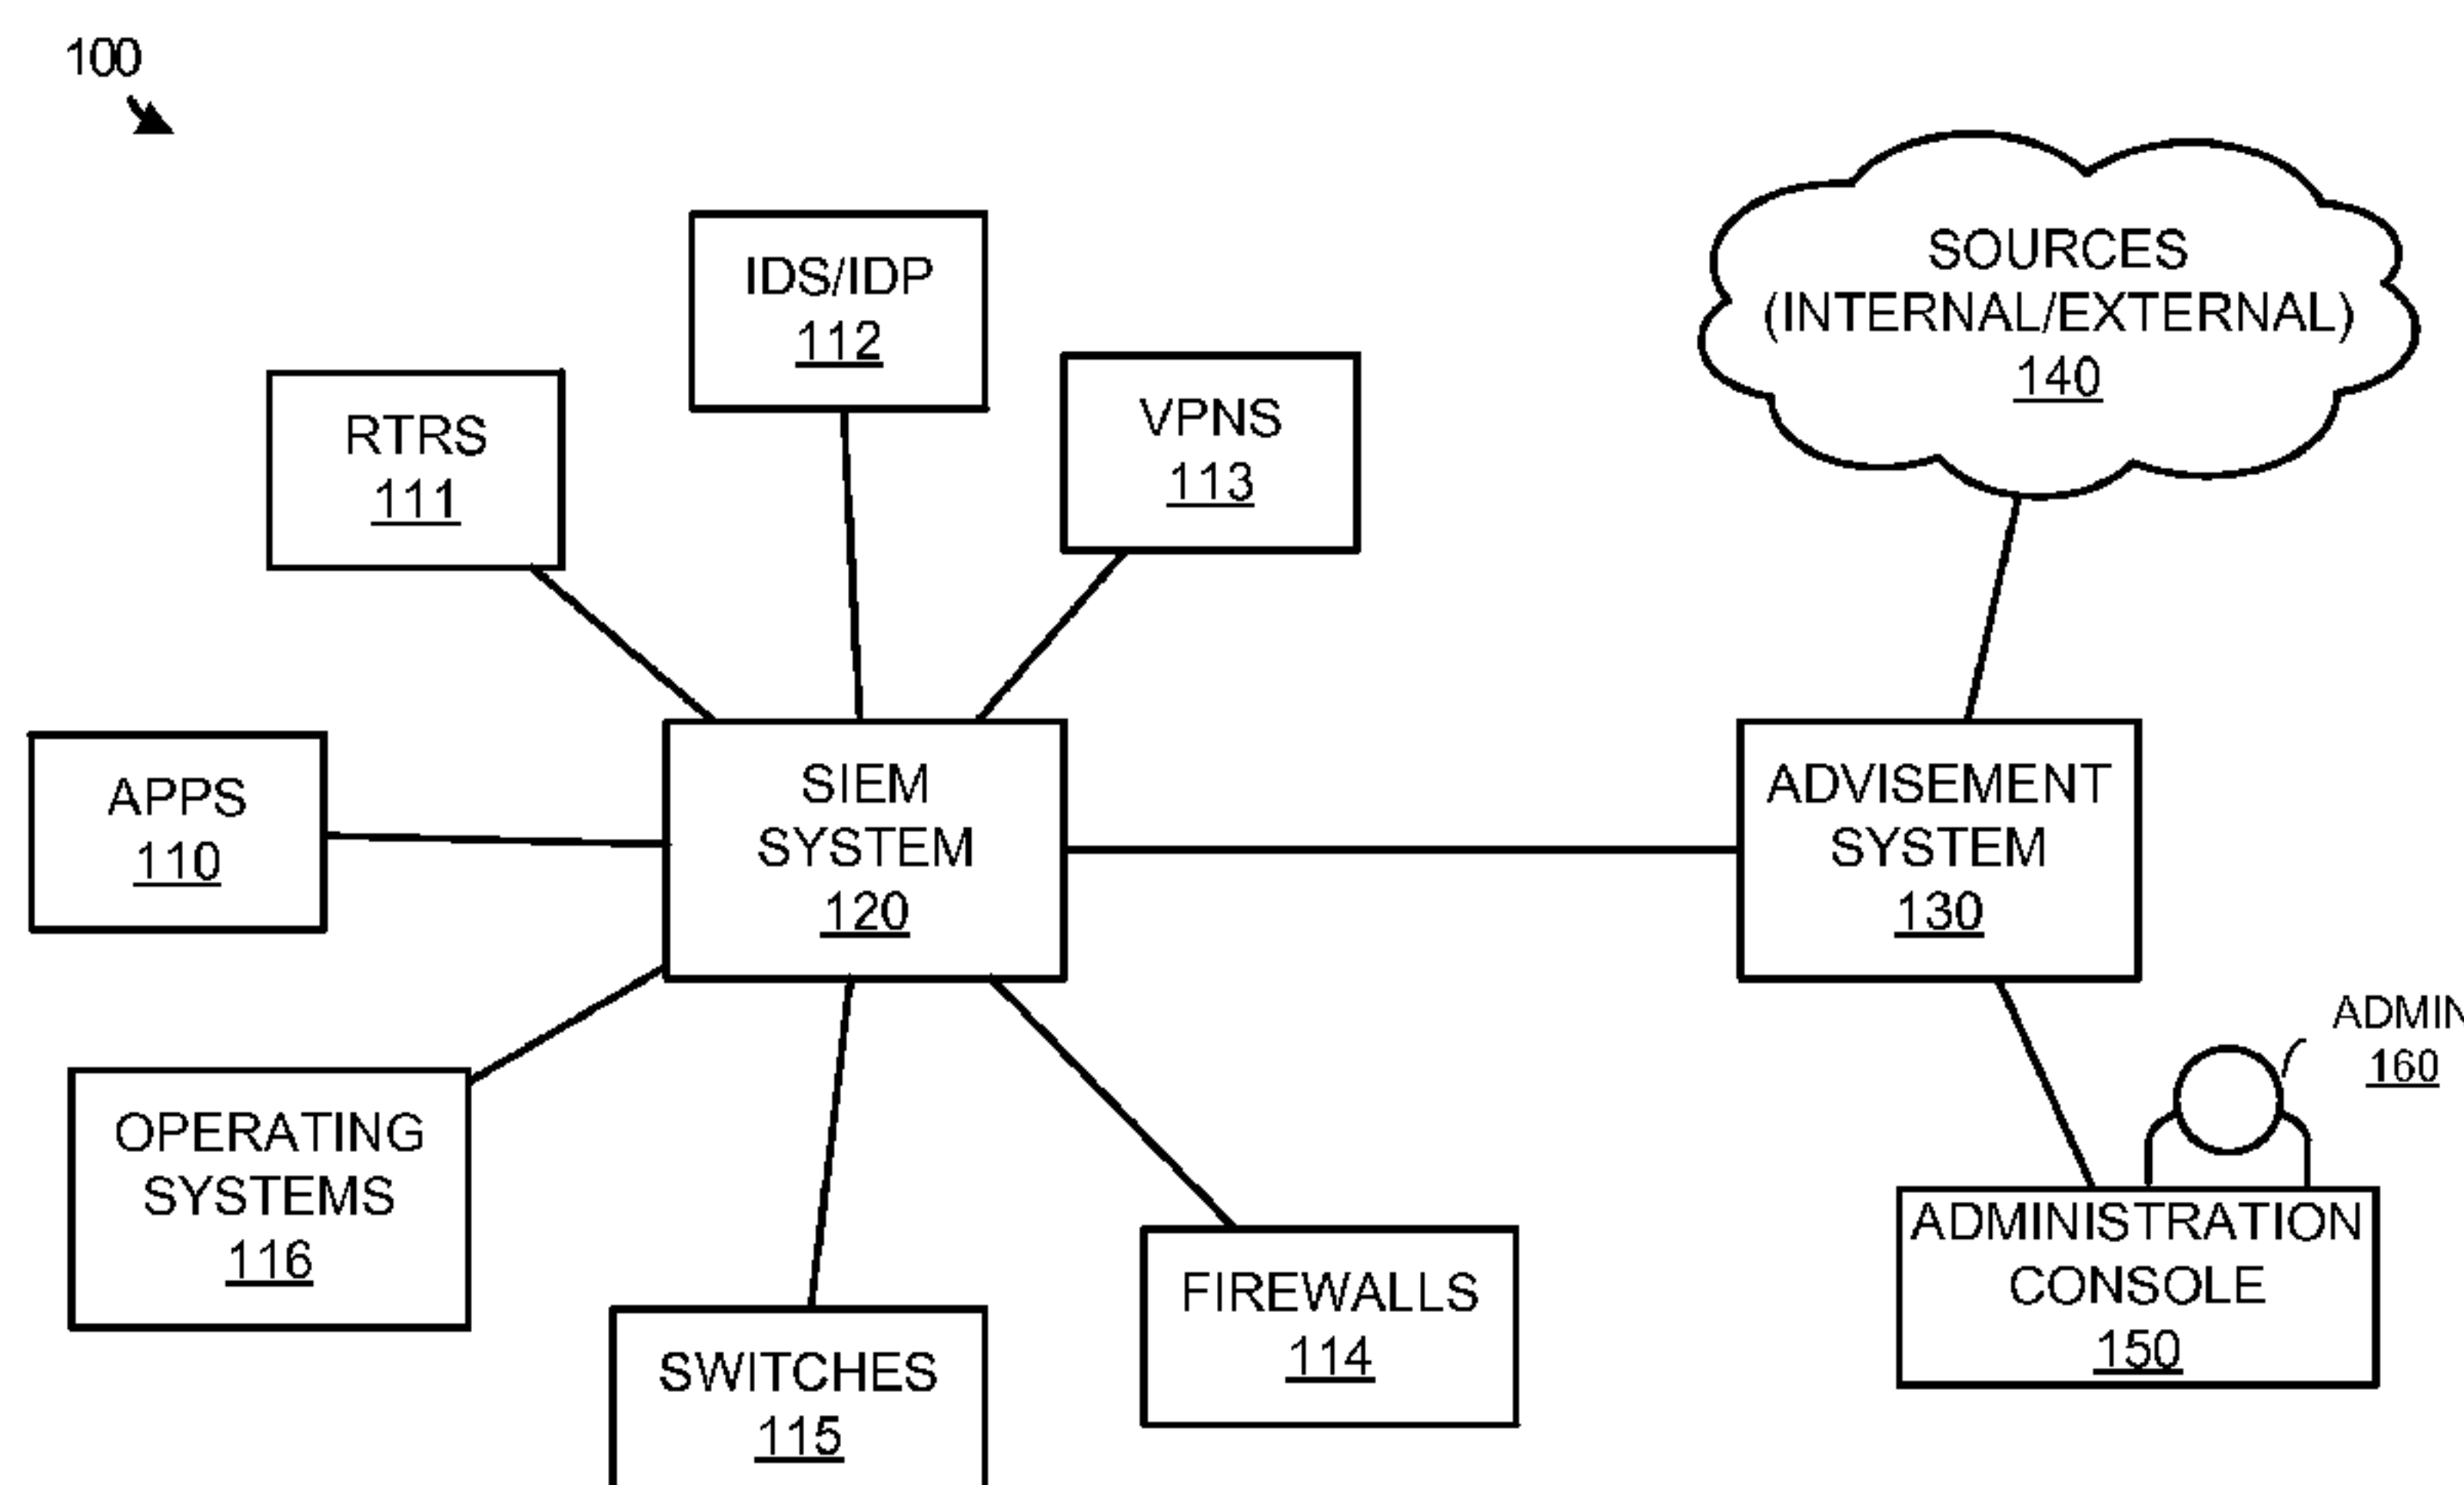 100
IDS/IDP
112
RTRS
111
VPNS
113
SOURCES
(INTERNAL/EXTERNAL)
140
APPS
110
SIEM
SYSTEM
120
ADVISEMENT
SYSTEM
130
OPERATING
SYSTEMS
116
SWITCHES
115
FIREWALLS
114
ADMIN
160
ADMINISTRATION
CONSOLE
150